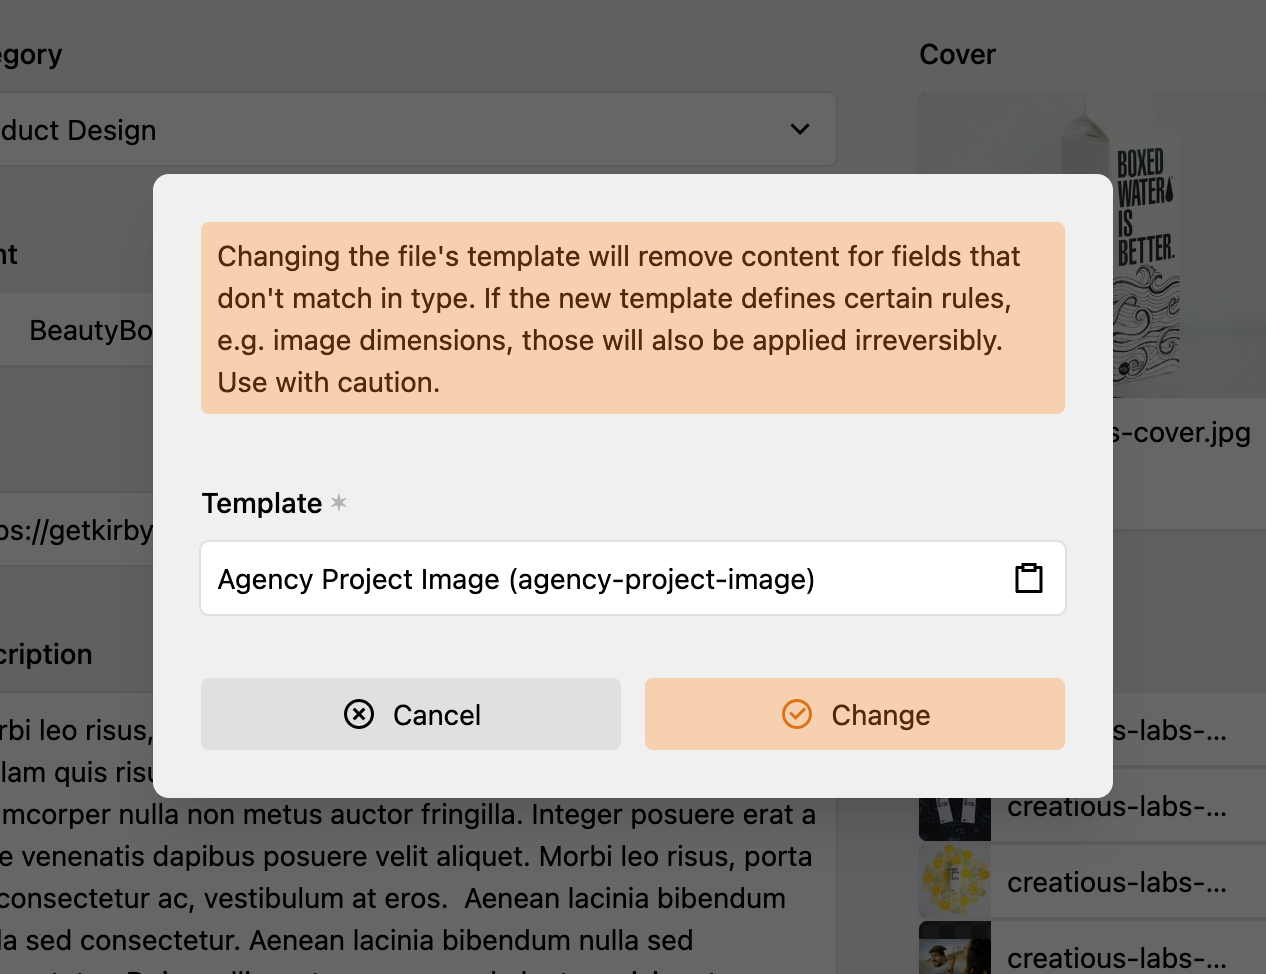 egory
Cover
duct Design
BOXED
WATER
IS
BETTER.
Changing the file's template will remove content for fields that
don't match in type. If the new template defines certain rules,
e.g. image dimensions, those will also be applied irreversibly.
Use with caution.
nt
BeautyBo
s-cover.jpg
Template *
ps://getkirby
Agency Project Image (agency-project-image)
cription
Cancel
Change
rbi leo risus,
s-labs-...
lam quis risu
mcorper nulla non metus auctor fringilla. Integer posuere erat a
creatious-labs-...
e venenatis dapibus posuere velit aliquet. Morbi leo risus, porta
creatious-labs-...
consectetur ac, vestibulum at eros. Aenean lacinia bibendum
la sed consectetur. Aenean lacinia bibendum nulla sed
creatious-labs-...